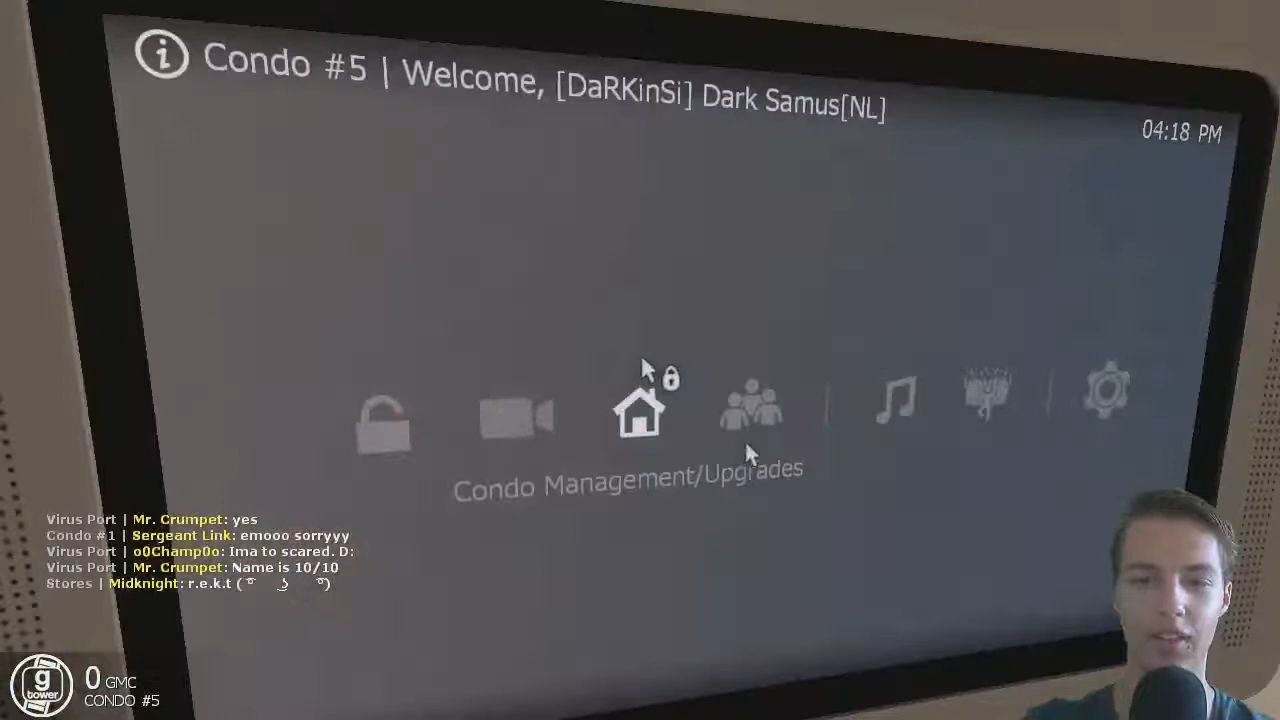 Condo #5 | Welcome, [DaRKinSi] Dark Samus[NL]
04:18 PM
Condo Management/Upgrades
Virus Port | Mr. Crumpet: yes
Condo #1 | Sergeant Link: emooo sorryyy
Virus Port | o0Champ0o: Ima to scared. D:
Virus Port | Mr. Crumpet: Name is 10/10
Stores | Midknight: r.e.k.t ( ͡° ͜ʖ ͡°)
g tower
0 GMC
CONDO #5